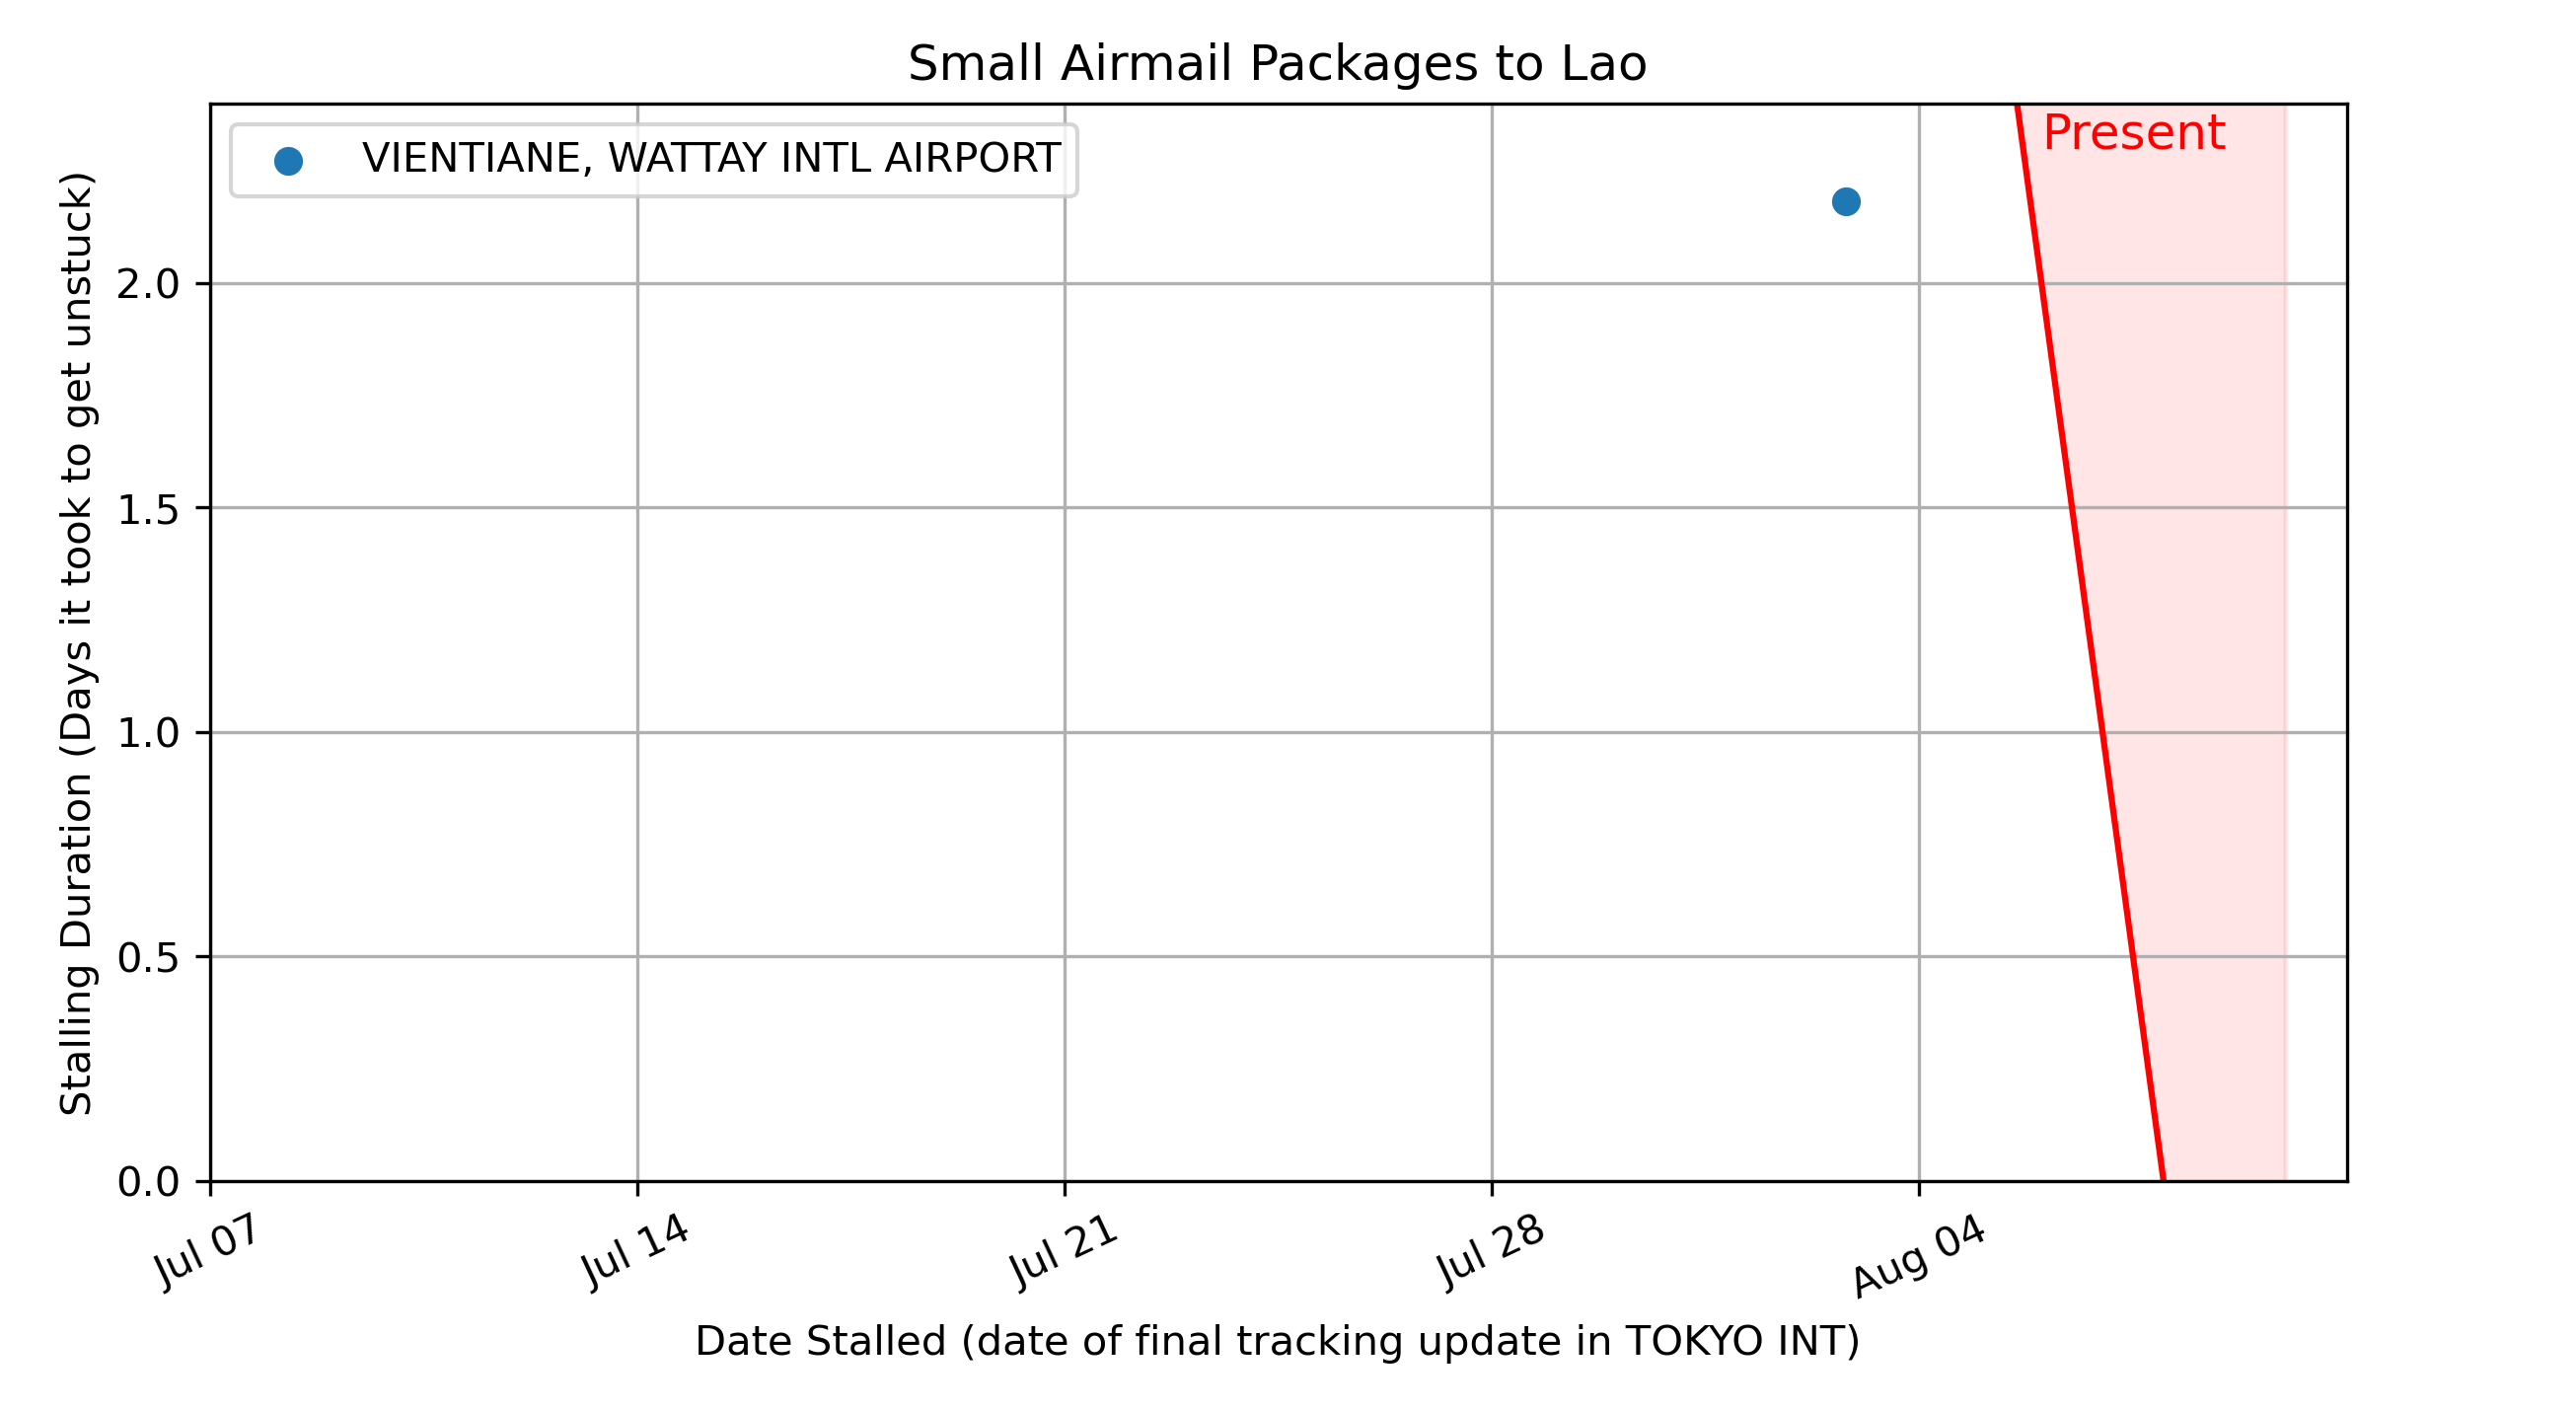 Small Airmail Packages to Lao
VIENTIANE, WATTAY INTL AIRPORT
Present
Stalling Duration (Days it took to get unstuck)
2.0
1.5
1.0
0.5
0.0
Jul 07
Jul 14
Jul 21
Jul 28
Aug 04
Date Stalled (date of final tracking update in TOKYO INT)